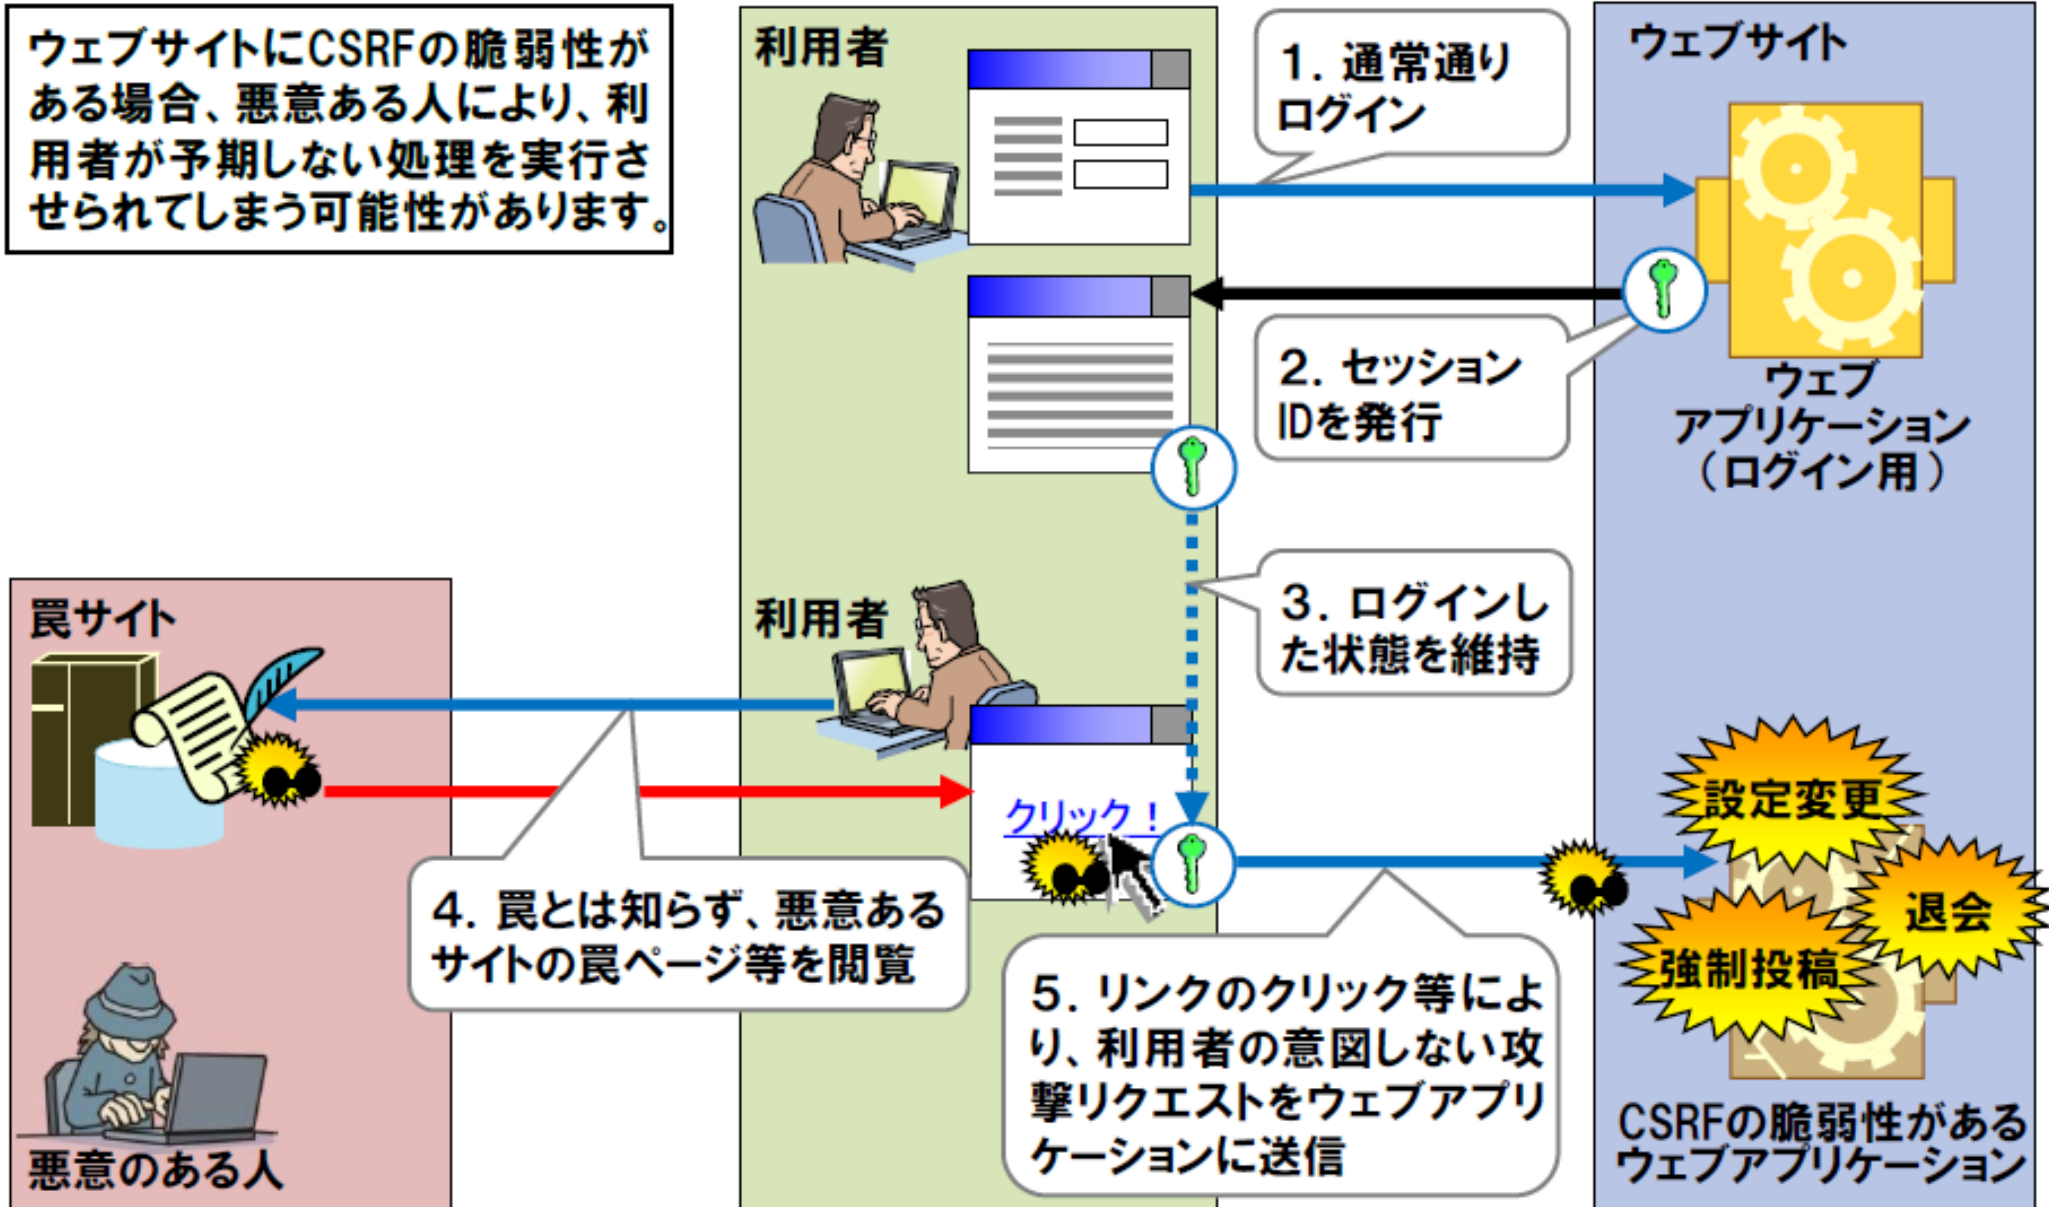 ウェブサイトにCSRFの脆弱性が
ある場合、悪意ある人により、利
用者が予期しない処理を実行さ
せられてしまう可能性があります。
利用者
1．通常通り
ログイン
ウェブサイト
2．セッション
IDを発行
ウェブ
アプリケーション
（ログイン用）
3．ログインし
た状態を維持
罠サイト
利用者
クリック！
4．罠とは知らず、悪意ある
サイトの罠ページ等を閲覧
設定変更
退会
強制投稿
5．リンクのクリック等によ
り、利用者の意図しない攻
撃リクエストをウェブアプリ
ケーションに送信
悪意のある人
CSRFの脆弱性がある
ウェブアプリケーション